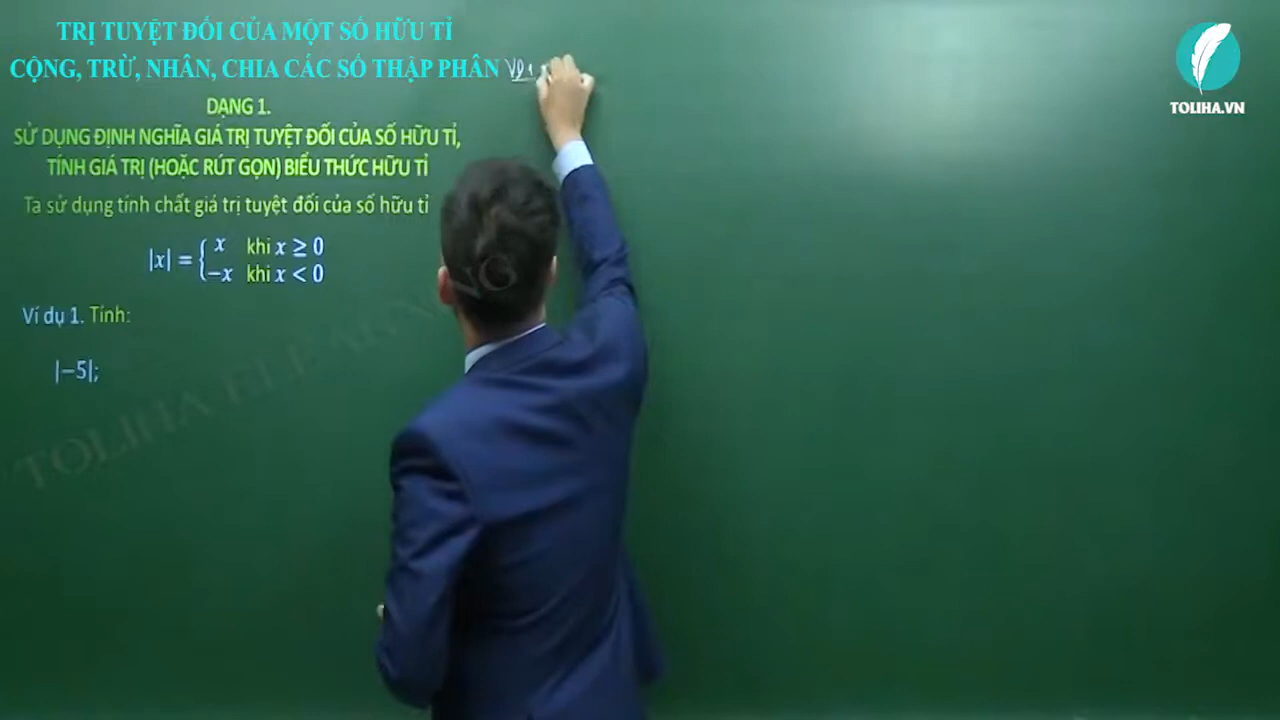 TRỊ TUYỆT ĐỐI CỦA MỘT SỐ HỮU TỈ
CỘNG, TRỪ, NHÂN, CHIA CÁC SỐ THẬP PHÂN
DẠNG 1.
SỬ DỤNG ĐỊNH NGHĨA GIÁ TRỊ TUYỆT ĐỐI CỦA SỐ HỮU TỈ,
TÍNH GIÁ TRỊ (HOẶC RÚT GỌN) BIỂU THỨC HỮU TỈ
Ta sử dụng tính chất giá trị tuyệt đối của số hữu tỉ
|x| = { x khi x ≥ 0
−x khi x < 0
Ví dụ 1. Tính:
|−5|;
TOLIHA ELEARNING
TOLIHA.VN